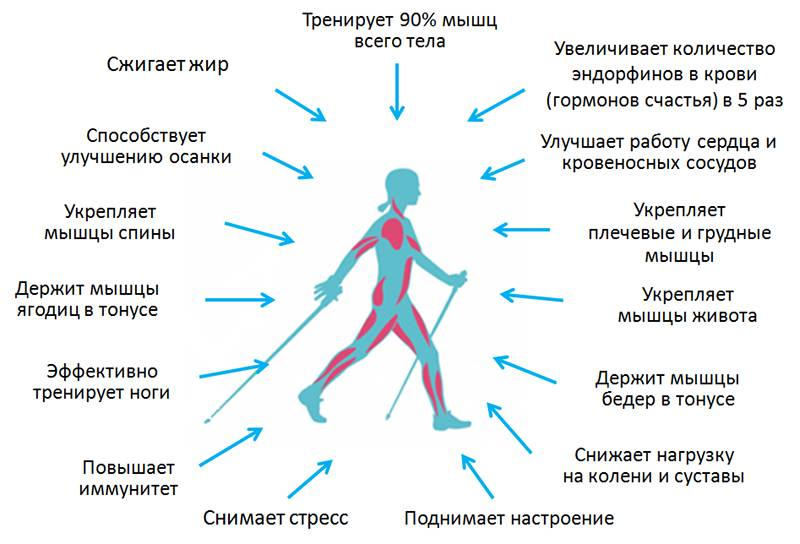 Тренирует 90% мышц
всего тела
Сжигает жир
Увеличивает количество
эндорфинов в крови
(гормонов счастья) в 5 раз
Способствует
улучшению осанки
Улучшает работу сердца и
кровеносных сосудов
Укрепляет
мышцы спины
Укрепляет
плечевые и грудные
мышцы
Держит мышцы
ягодиц в тонусе
Укрепляет
мышцы живота
Эффективно
тренирует ноги
Держит мышцы
бедер в тонусе
Повышает
иммунитет
Снижает нагрузку
на колени и суставы
Снимает стресс
Поднимает настроение